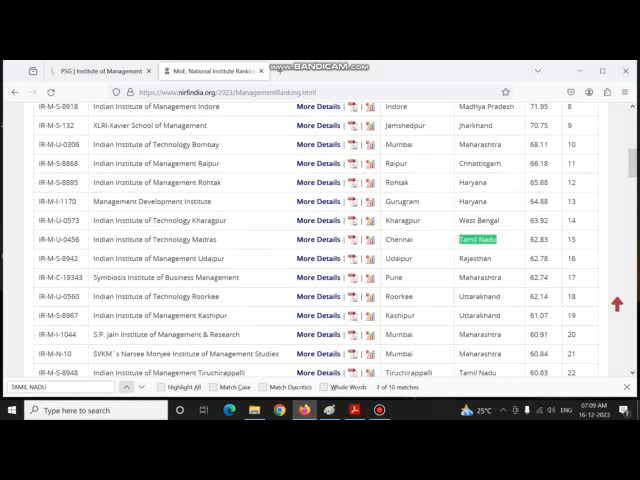 PSG | Institute of Management
MoE, National Institute Ranking
www.BANDICAM.com
https://www.nirfindia.org/2023/ManagementRanking.html
IR-M-S-8918 Indian Institute of Management Indore More Details | | Indore Madhya Pradesh 71.95 8
IR-M-S-132 XLRI-Xavier School of Management More Details | | Jamshedpur Jharkhand 70.75 9
IR-M-U-0306 Indian Institute of Technology Bombay More Details | | Mumbai Maharashtra 68.11 10
IR-M-S-8868 Indian Institute of Management Raipur More Details | | Raipur Chhattisgarh 66.18 11
IR-M-S-8895 Indian Institute of Management Rohtak More Details | | Rohtak Haryana 65.88 12
IR-M-I-1170 Management Development Institute More Details | | Gurugram Haryana 64.88 13
IR-M-U-0573 Indian Institute of Technology Kharagpur More Details | | Kharagpur West Bengal 63.92 14
IR-M-U-0456 Indian Institute of Technology Madras More Details | | Chennai Tamil Nadu 62.83 15
IR-M-S-8942 Indian Institute of Management Udaipur More Details | | Udaipur Rajasthan 62.78 16
IR-M-C-19343 Symbiosis Institute of Business Management More Details | | Pune Maharashtra 62.74 17
IR-M-U-0560 Indian Institute of Technology Roorkee More Details | | Roorkee Uttarakhand 62.14 18
IR-M-S-8967 Indian Institute of Management Kashipur More Details | | Kashipur Uttarakhand 61.07 19
IR-M-I-1044 S.P. Jain Institute of Management & Research More Details | | Mumbai Maharashtra 60.91 20
IR-M-N-10 SVKM`s Narsee Monjee Institute of Management Studies More Details | | Mumbai Maharashtra 60.84 21
IR-M-S-8948 Indian Institute of Management Tiruchirappalli More Details | | Tiruchirappalli Tamil Nadu 60.83 22
TAMIL NADU Highlight All Match Case Match Diacritics Whole Words 1 of 10 matches
Type here to search 25°C ENG 07:09 AM
16-12-2023